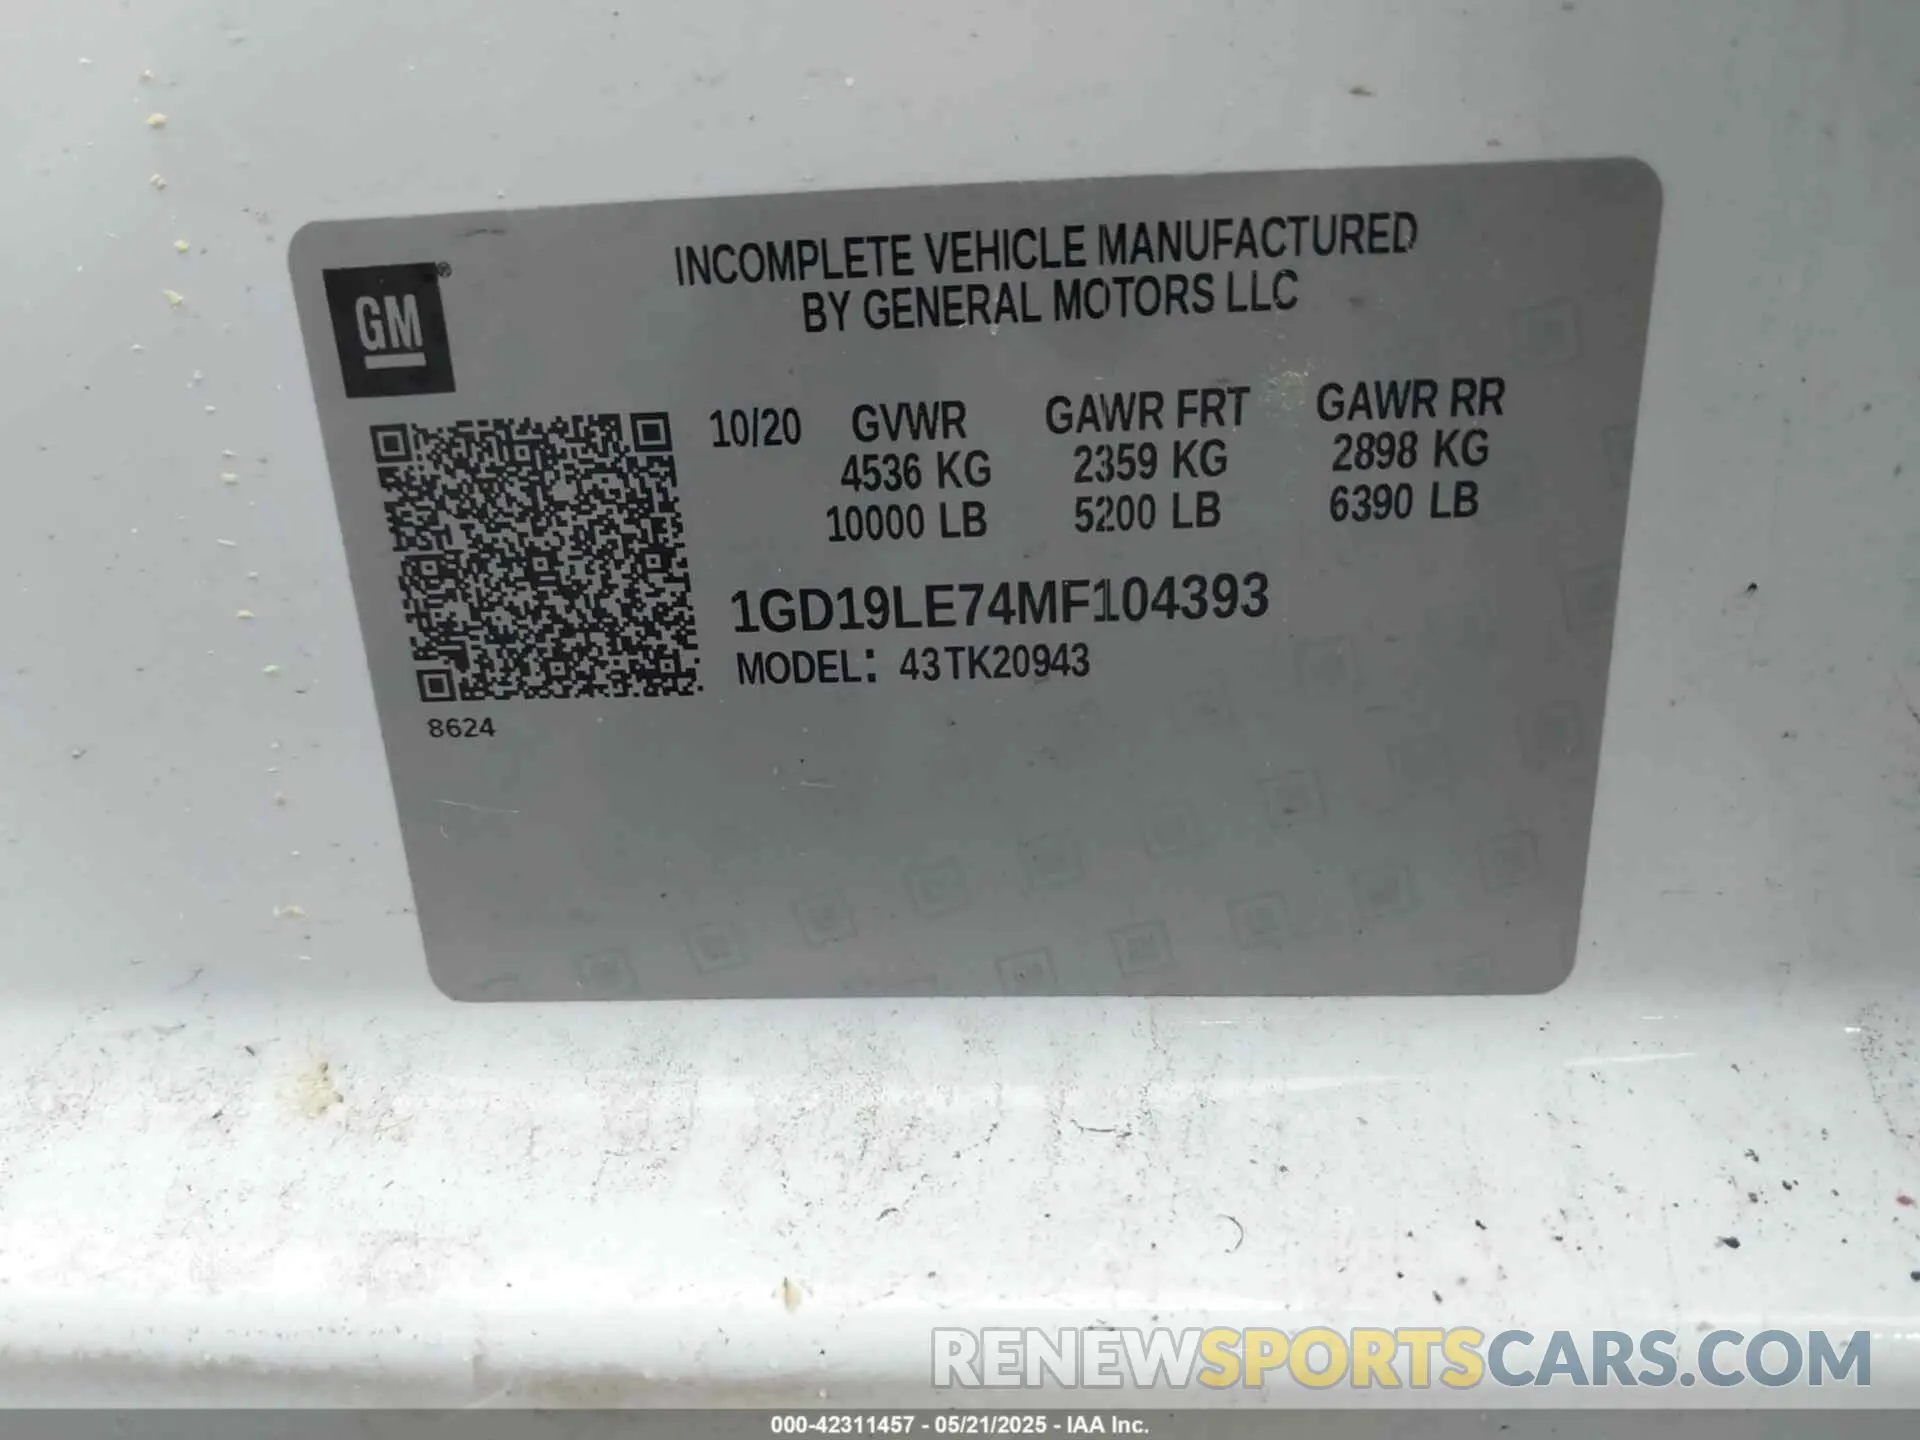 INCOMPLETE VEHICLE MANUFACTURED
BY GENERAL MOTORS LLC
GM®
10/20 GVWR GAWR FRT GAWR RR
4536 KG 2359 KG 2898 KG
10000 LB 5200 LB 6390 LB
1GD19LE74MF104393
MODEL: 43TK20943
8624
RENEWSPORTSCARS.COM
000-42311457 - 05/21/2025 - IAA Inc.